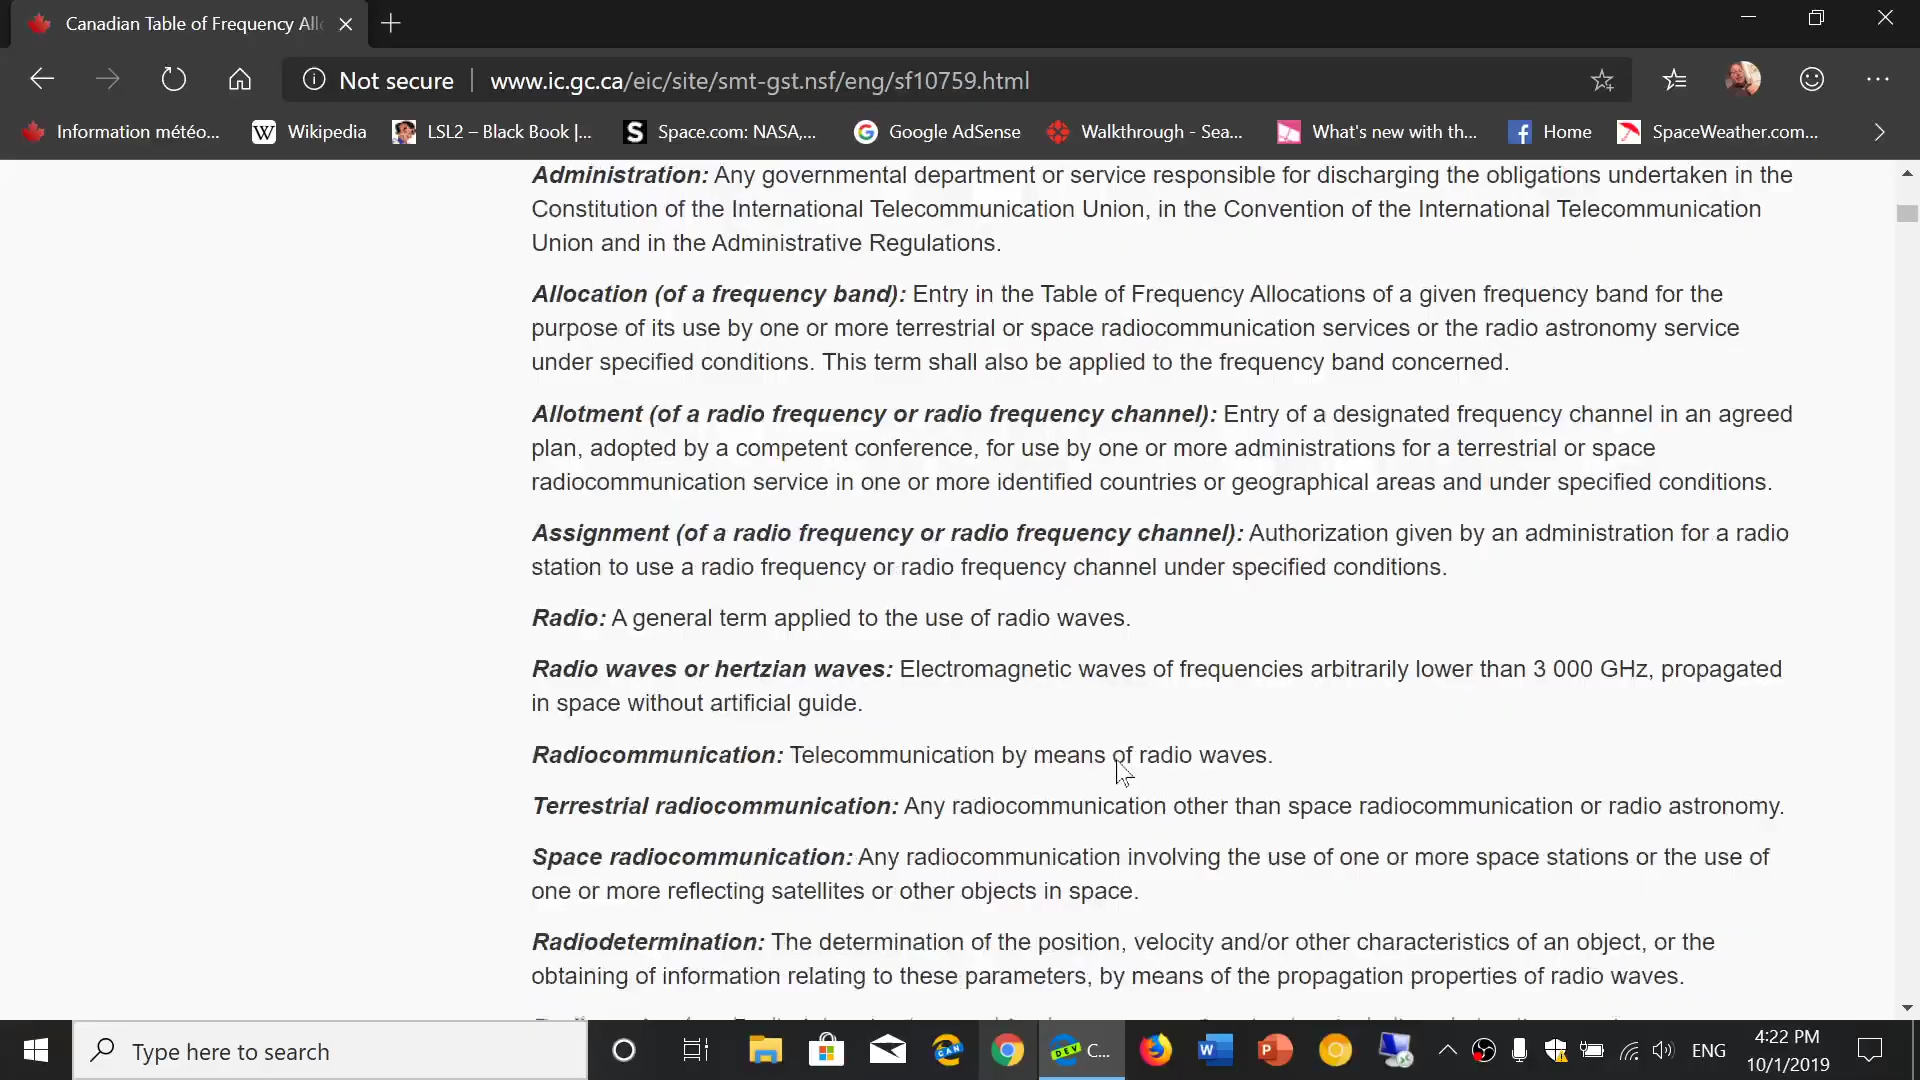 Canadian Table of Frequency Allo
Not secure
www.ic.gc.ca/eic/site/smt-gst.nsf/eng/sf10759.html
Information météo...
Wikipedia
LSL2 – Black Book |...
Space.com: NASA,...
Google AdSense
Walkthrough - Sea...
What's new with th...
Home
SpaceWeather.com...
Administration: Any governmental department or service responsible for discharging the obligations undertaken in the
Constitution of the International Telecommunication Union, in the Convention of the International Telecommunication
Union and in the Administrative Regulations.
Allocation (of a frequency band): Entry in the Table of Frequency Allocations of a given frequency band for the
purpose of its use by one or more terrestrial or space radiocommunication services or the radio astronomy service
under specified conditions. This term shall also be applied to the frequency band concerned.
Allotment (of a radio frequency or radio frequency channel): Entry of a designated frequency channel in an agreed
plan, adopted by a competent conference, for use by one or more administrations for a terrestrial or space
radiocommunication service in one or more identified countries or geographical areas and under specified conditions.
Assignment (of a radio frequency or radio frequency channel): Authorization given by an administration for a radio
station to use a radio frequency or radio frequency channel under specified conditions.
Radio: A general term applied to the use of radio waves.
Radio waves or hertzian waves: Electromagnetic waves of frequencies arbitrarily lower than 3 000 GHz, propagated
in space without artificial guide.
Radiocommunication: Telecommunication by means of radio waves.
Terrestrial radiocommunication: Any radiocommunication other than space radiocommunication or radio astronomy.
Space radiocommunication: Any radiocommunication involving the use of one or more space stations or the use of
one or more reflecting satellites or other objects in space.
Radiodetermination: The determination of the position, velocity and/or other characteristics of an object, or the
obtaining of information relating to these parameters, by means of the propagation properties of radio waves.
Type here to search
CAN
DEV
C...
ENG
4:22 PM
10/1/2019